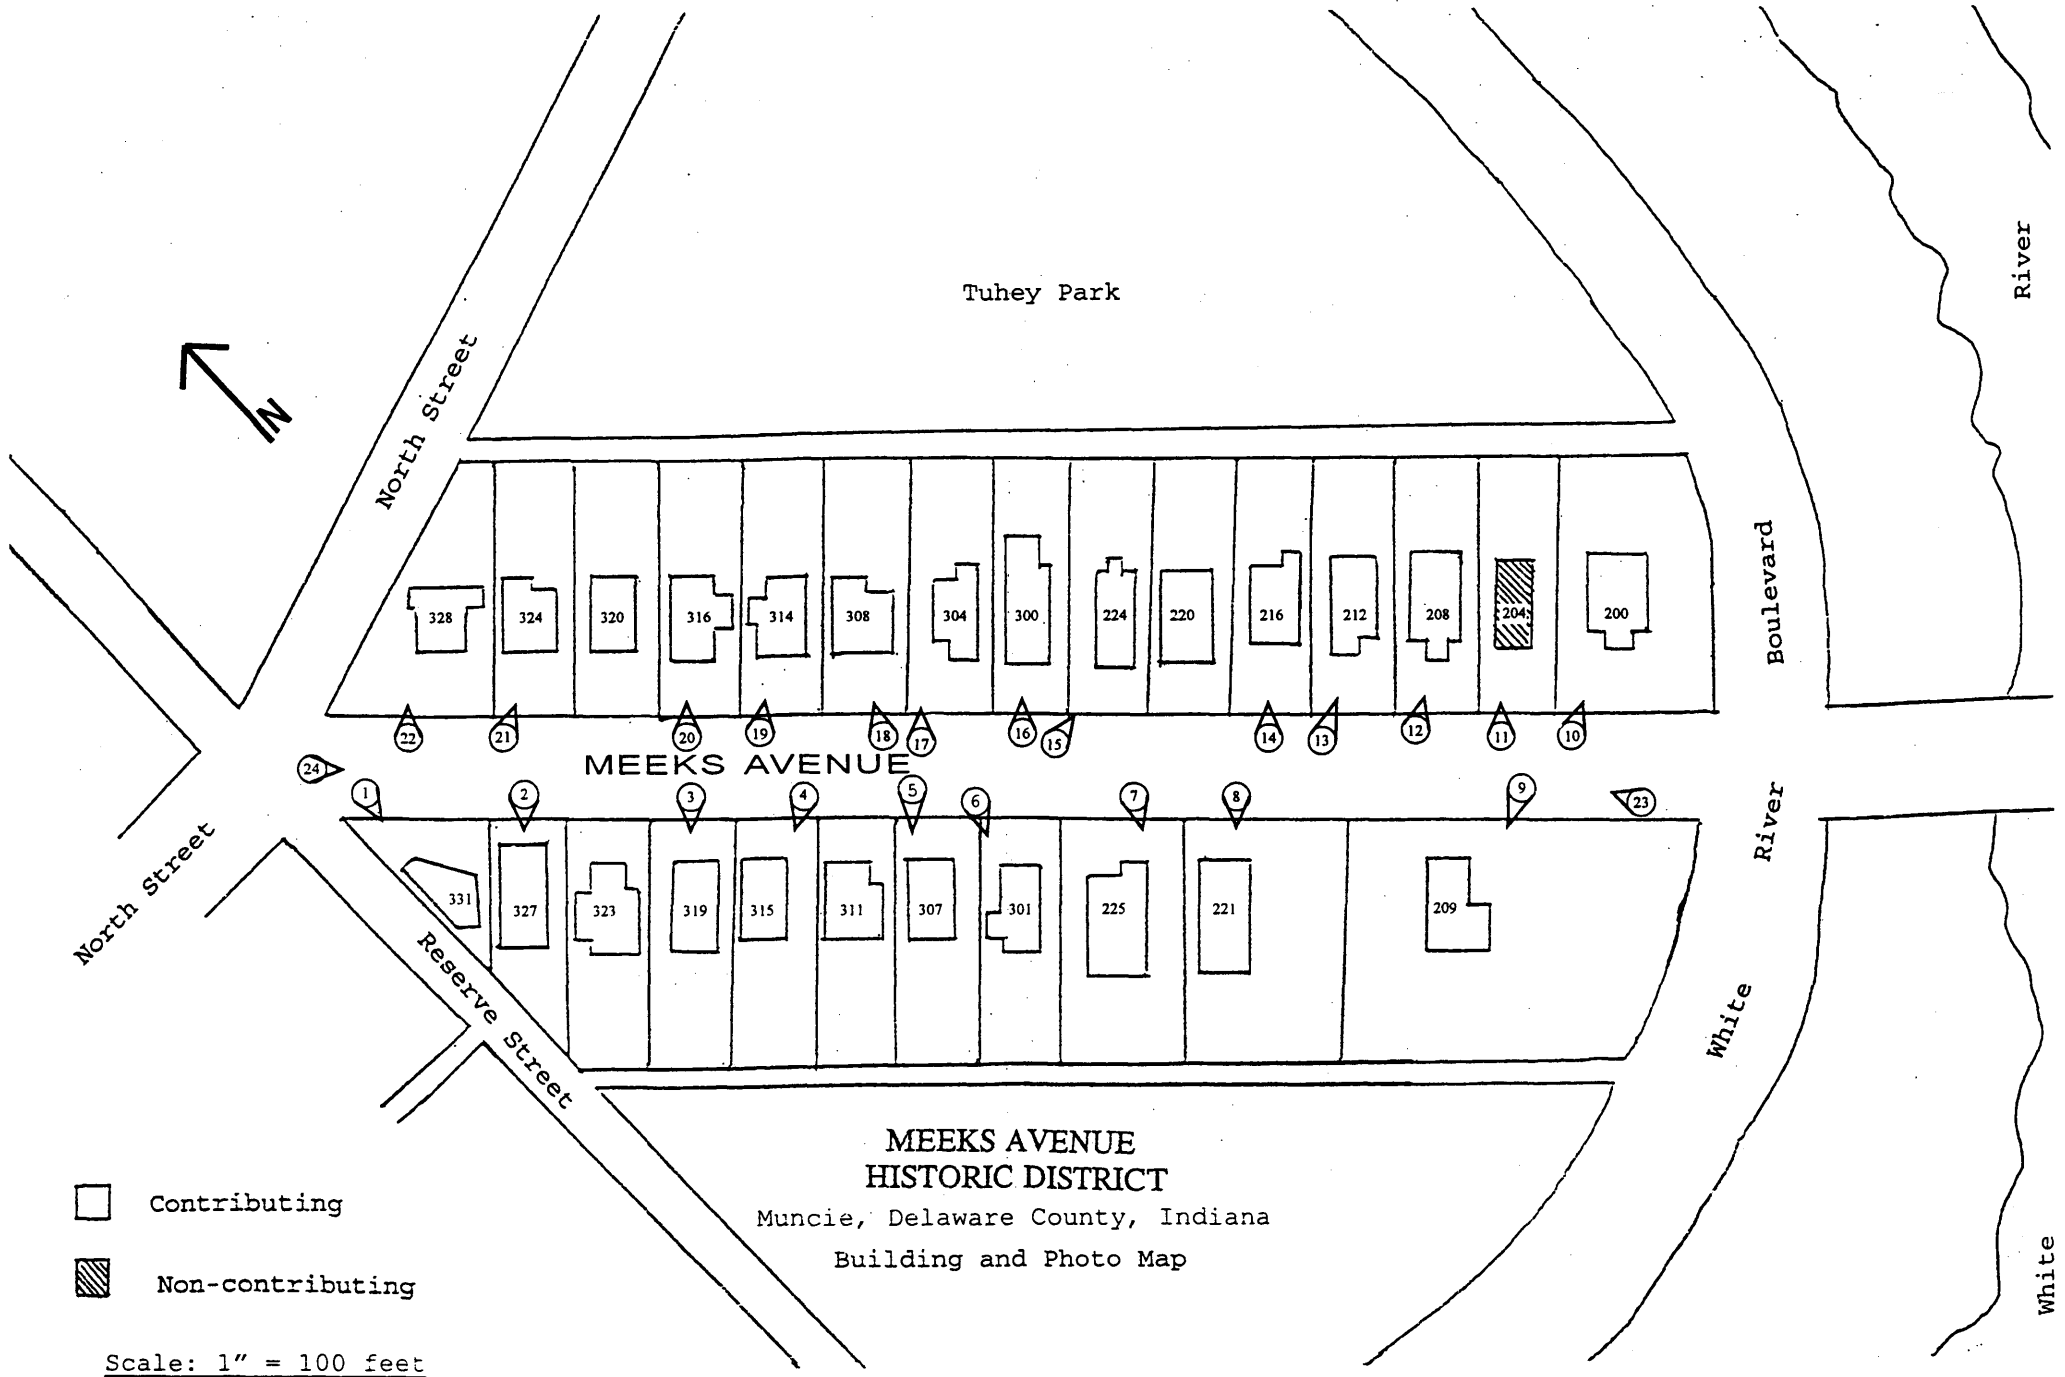 Tuhey Park
River
North Street
N
Boulevard
328
324
320
316
314
308
304
300
224
220
216
212
208
204
200
22
21
20
19
18
17
16
15
14
13
12
11
10
24
MEEKS AVENUE
1
2
3
4
5
6
7
8
9
23
River
331
327
323
319
315
311
307
301
225
221
209
North Street
Reserve Street
White
MEEKS AVENUE
HISTORIC DISTRICT
Muncie, Delaware County, Indiana
Building and Photo Map
Contributing
Non-contributing
Scale: 1" = 100 feet
White